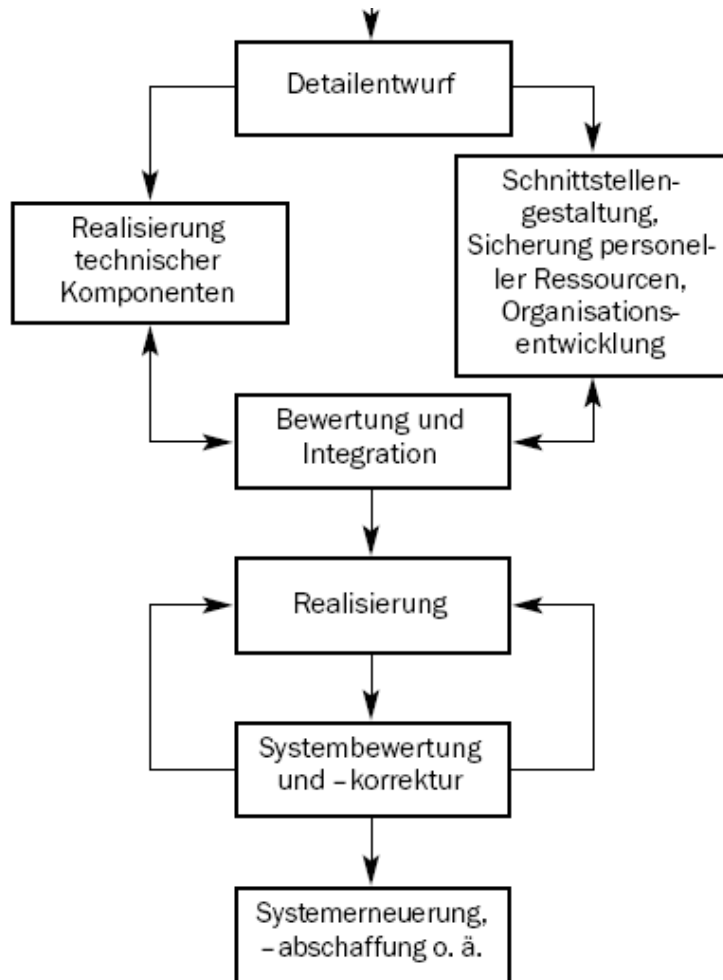 Detailentwurf
Realisierung
technischer
Komponenten
Schnittstellen-
gestaltung,
Sicherung personel-
ler Ressourcen,
Organisations-
entwicklung
Bewertung und
Integration
Realisierung
Systembewertung
und –korrektur
Systemerneuerung,
–abschaffung o. ä.